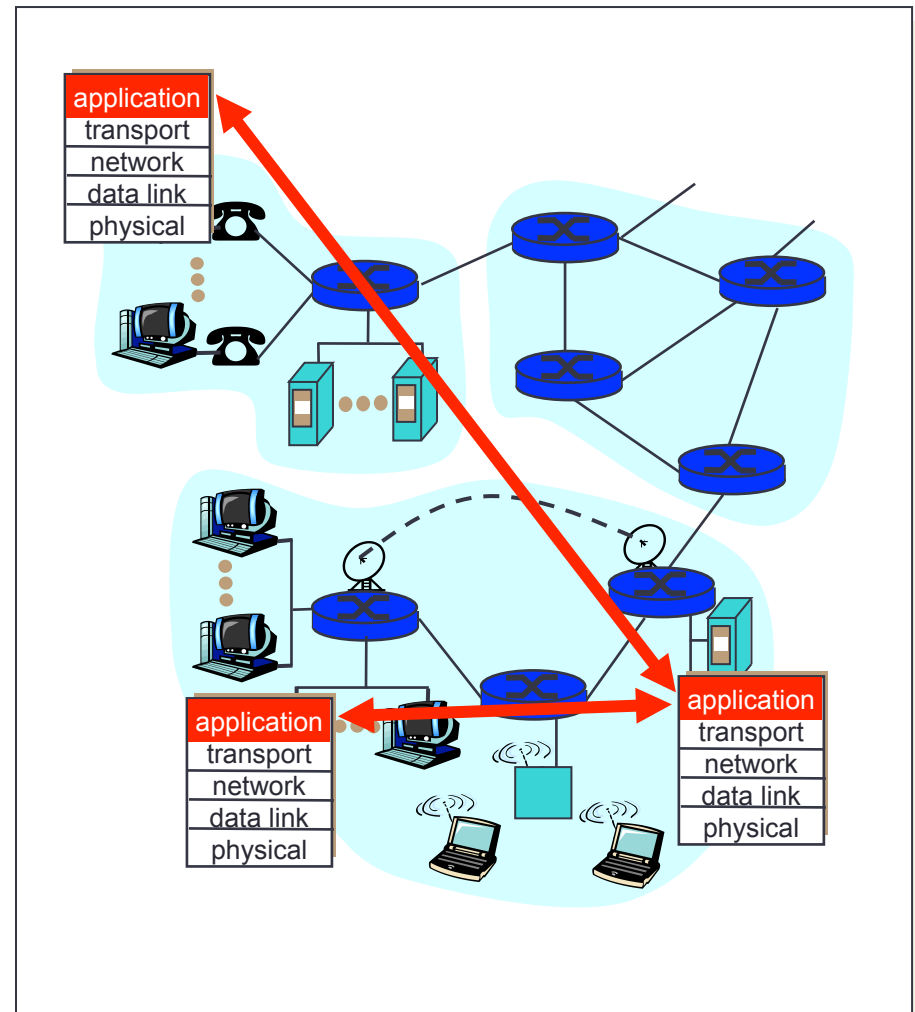 application
transport
network
data link
physical
application
transport
network
data link
physical
application
transport
network
data link
physical